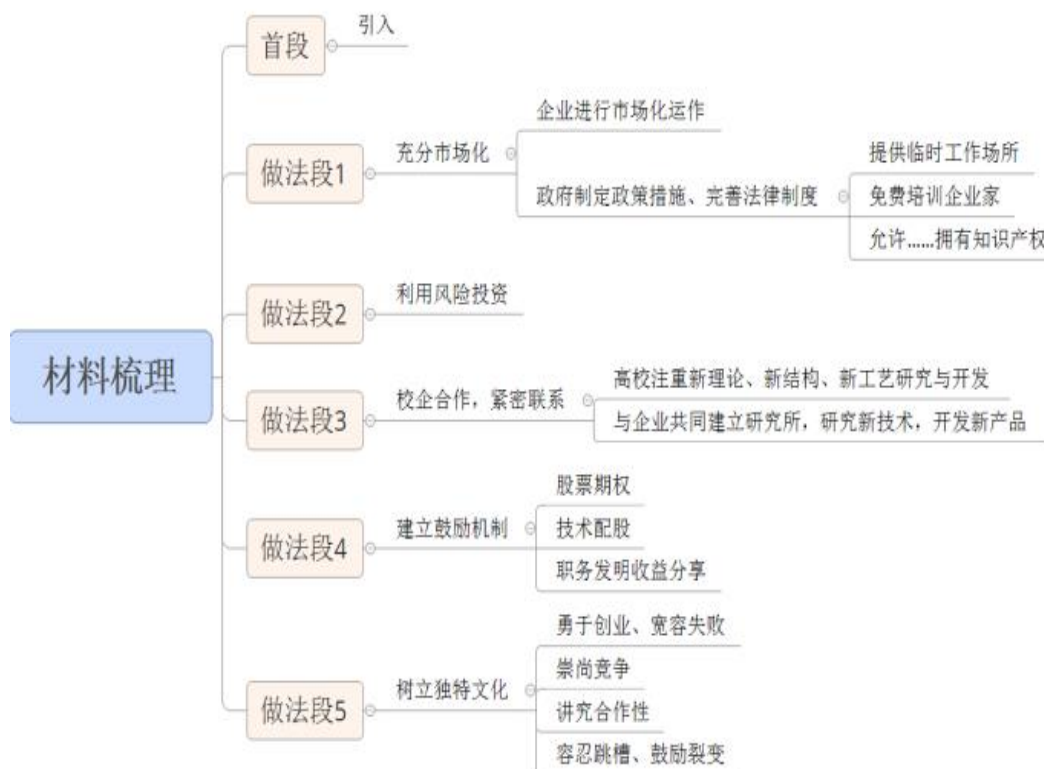 材料梳理
首段
引入
做法段1
充分市场化
企业进行市场化运作
政府制定政策措施、完善法律制度
提供临时工作场所
免费培训企业家
允许……拥有知识产权
做法段2
利用风险投资
做法段3
校企合作，紧密联系
高校注重新理论、新结构、新工艺研究与开发
与企业共同建立研究所，研究新技术，开发新产品
做法段4
建立鼓励机制
股票期权
技术配股
职务发明收益分享
做法段5
树立独特文化
勇于创业、宽容失败
崇尚竞争
讲究合作性
容忍跳槽、鼓励裂变